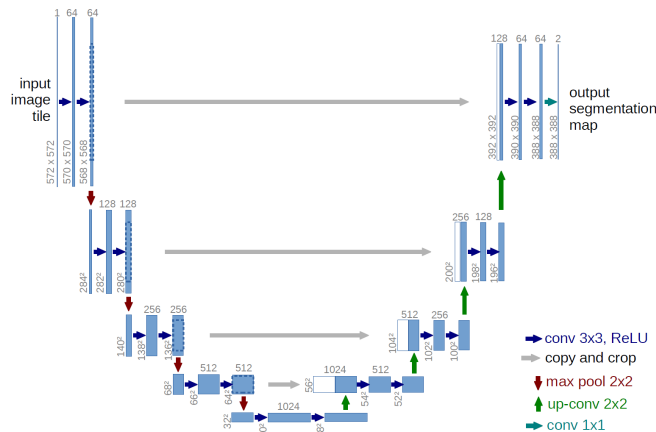 1 64 64
128 64 64 2
input
image
tile
output
segmentation
map
572 x 572
570 x 570
568 x 568
392 x 392
390 x 390
388 x 388
388 x 388
128 128
256 128
284²
282²
280²
200²
198²
196²
256 256
512 256
140²
138²
136²
104²
102²
100²
512 512
1024 512
68²
66²
64²
56²
54²
52²
1024
32²
conv 3x3, ReLU
copy and crop
max pool 2x2
up-conv 2x2
conv 1x1